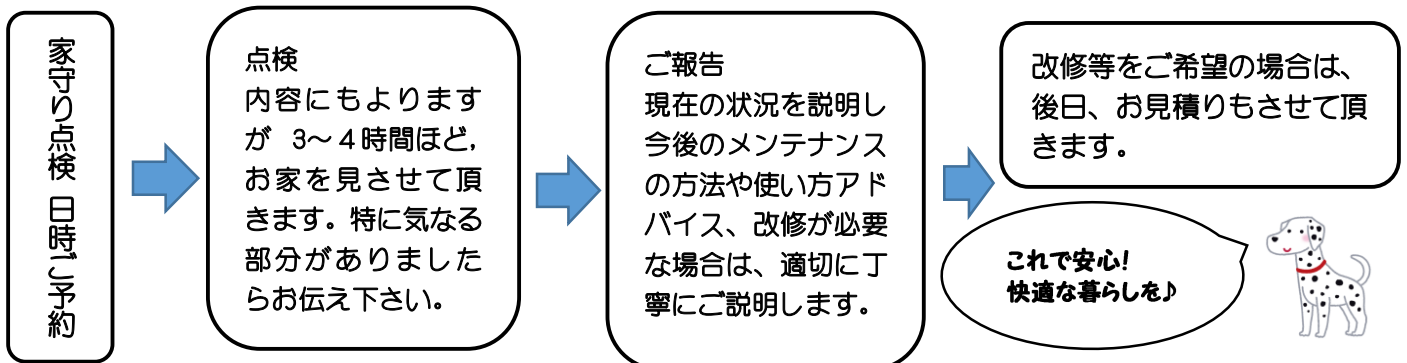 家守り点検 日時ご予約
点検
内容にもよります
が 3～４時間ほど,
お家を見させて頂
きます。特に気なる
部分がありました
らお伝え下さい。
ご報告
現在の状況を説明し
今後のメンテナンス
の方法や使い方アド
バイス、改修が必要
な場合は、適切に丁
寧にご説明します。
改修等をご希望の場合は、
後日、お見積りもさせて頂
きます。
これで安心!
快適な暮らしを♪